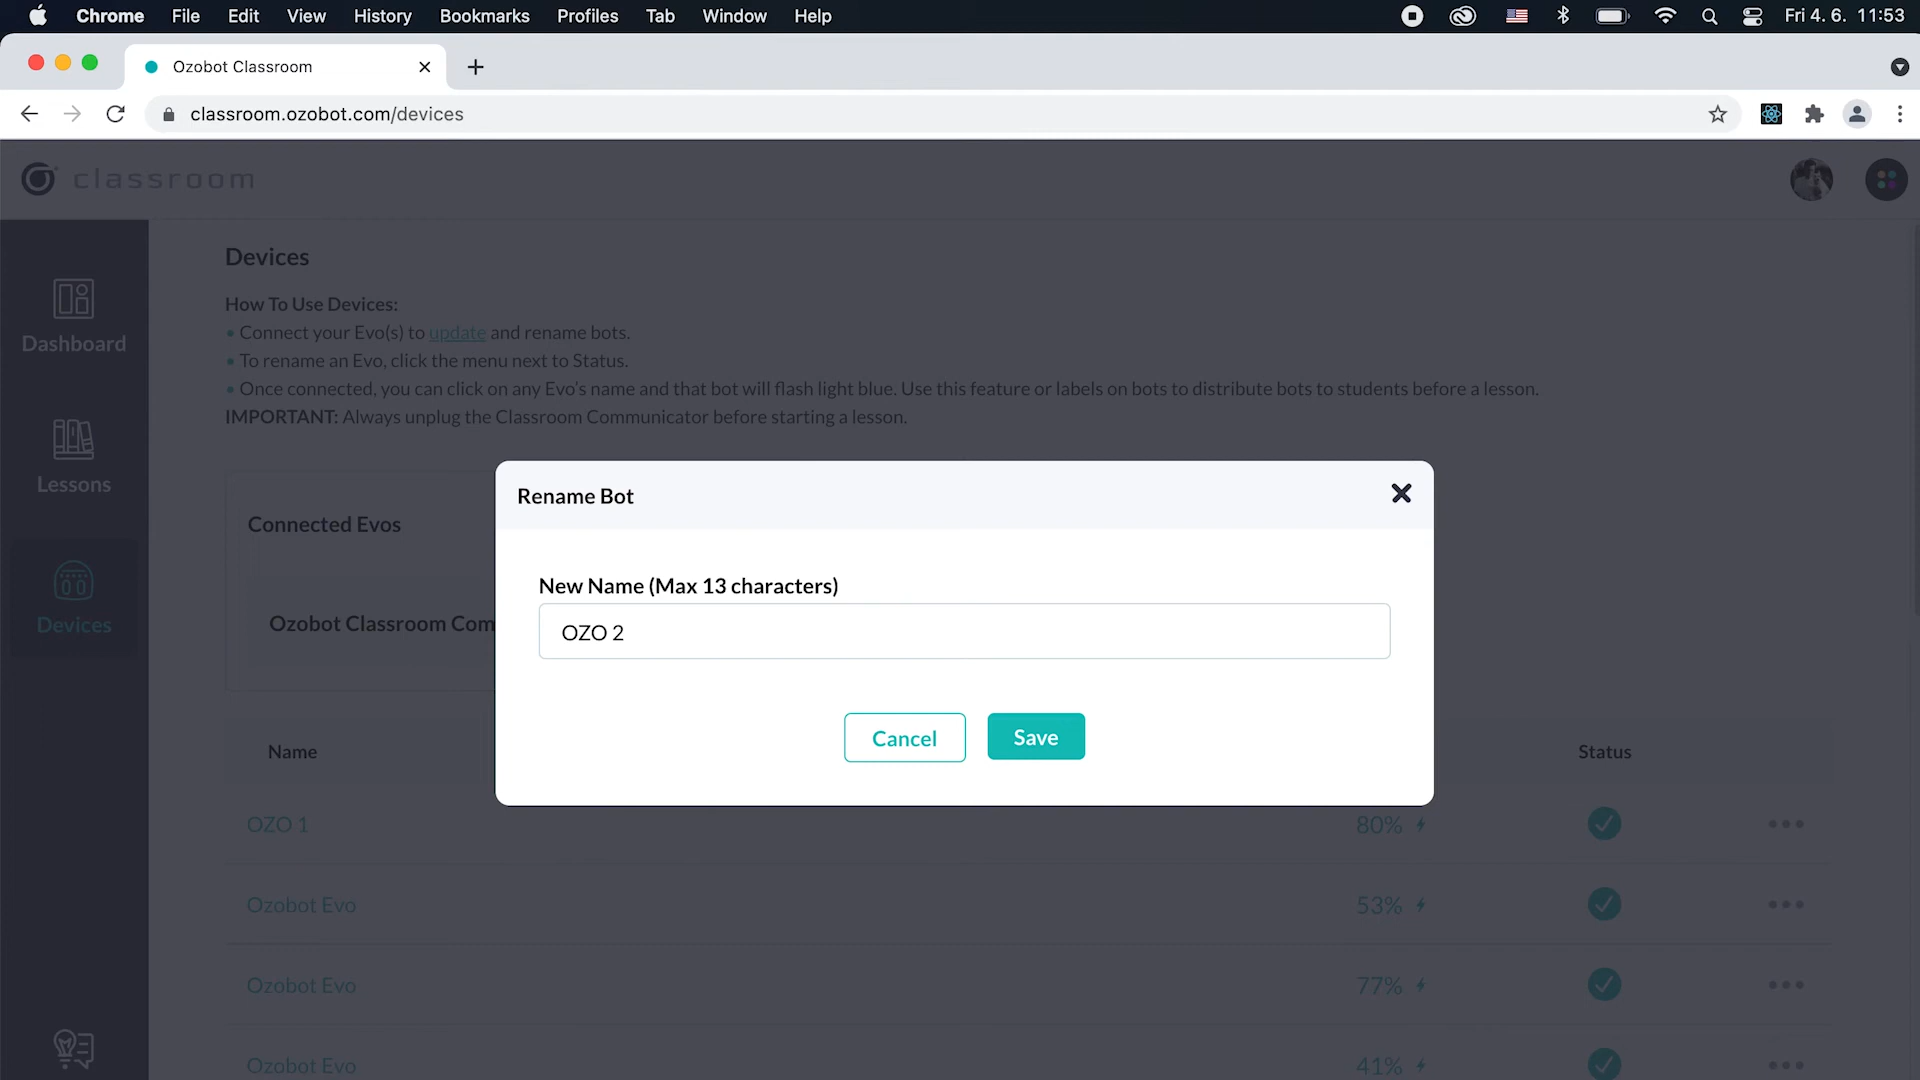 Chrome File Edit View History Bookmarks Profiles Tab Window Help Fri 4. 6. 11:53
Ozobot Classroom
classroom.ozobot.com/devices
classroom
Dashboard
Lessons
Devices
Devices
How To Use Devices:
• Connect your Evo(s) to update and rename bots.
• To rename an Evo, click the menu next to Status.
• Once connected, you can click on any Evo's name and that bot will flash light blue. Use this feature or labels on bots to distribute bots to students before a lesson.
IMPORTANT: Always unplug the Classroom Communicator before starting a lesson.
Connected Evos
Ozobot Classroom Com
Rename Bot
New Name (Max 13 characters)
OZO 2
Cancel Save
Name Status
OZO 1 80%
Ozobot Evo 53%
Ozobot Evo 77%
Ozobot Evo 41%